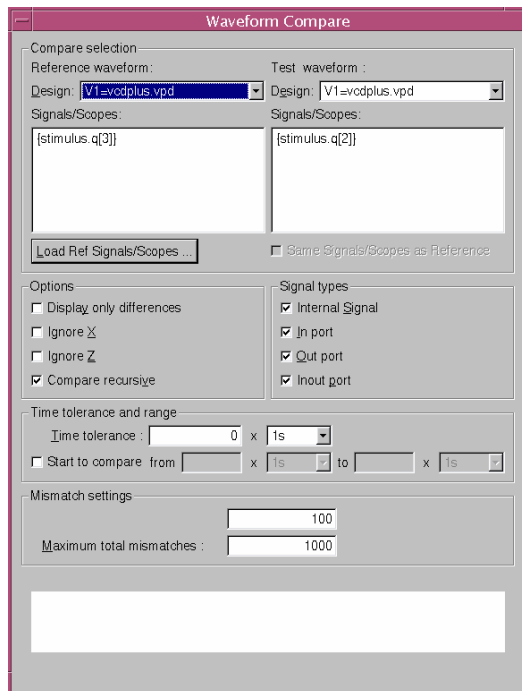 Waveform Compare
Compare selection
Reference waveform:
Test waveform :
Design: V1=vcdplus.vpd
Design: V1=vcdplus.vpd
Signals/Scopes:
Signals/Scopes:
{stimulus.q[3]}
{stimulus.q[2]}
Load Ref Signals/Scopes ...
Same Signals/Scopes as Reference
Options
Display only differences
Ignore X
Ignore Z
Compare recursive
Signal types
Internal Signal
In port
Out port
Inout port
Time tolerance and range
Time tolerance : 0 x 1s
Start to compare from x 1s to x 1s
Mismatch settings
100
Maximum total mismatches : 1000